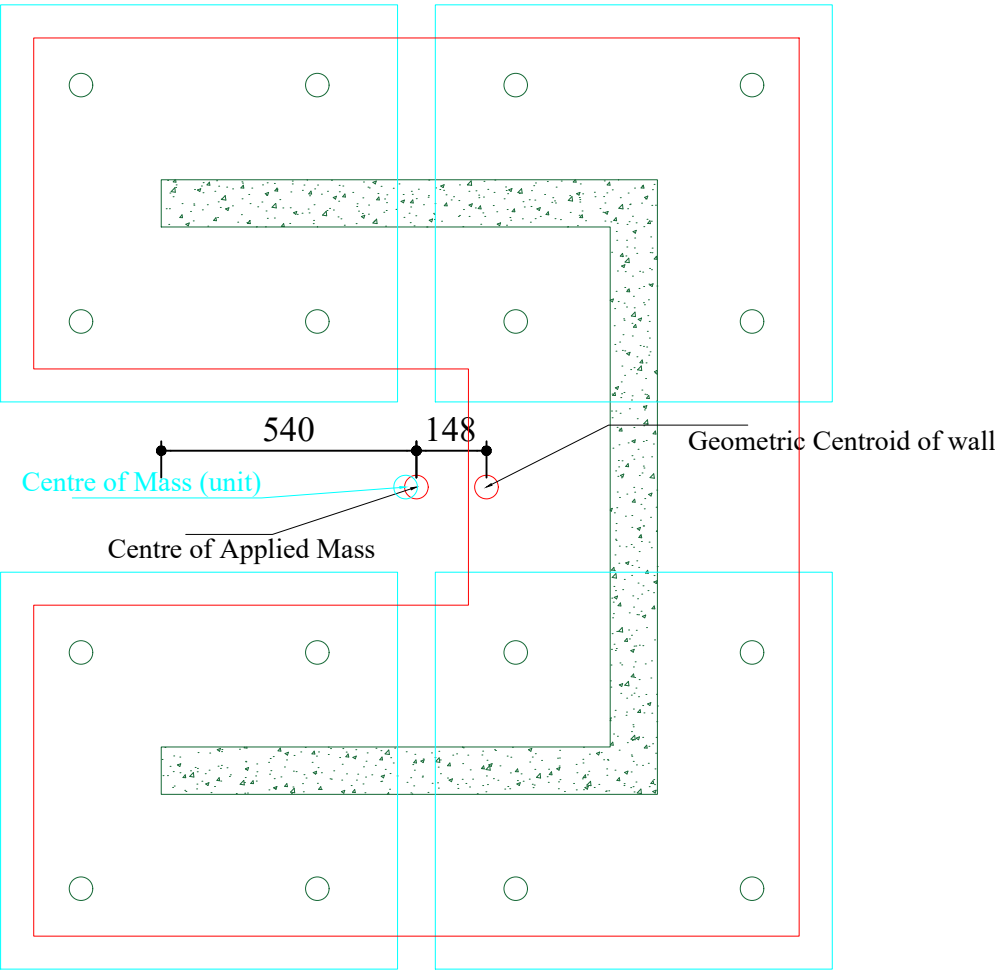 540
148
Geometric Centroid of wall
Centre of Mass (unit)
Centre of Applied Mass